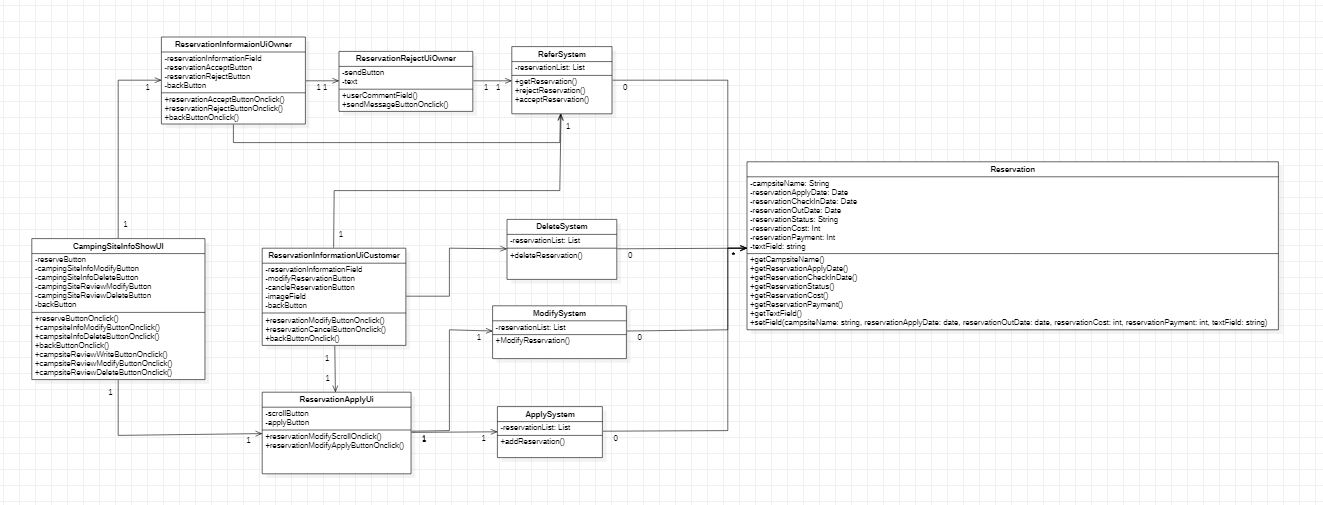 ReservationInformaionUiOwner
-reservationInformationField
-reservationAcceptButton
-reservationRejectButton
-backButton
+reservationAcceptButtonOnclick()
+reservationRejectButtonOnclick()
+backButtonOnclick()
ReservationRejectUiOwner
-sendButton
-text
+userCommentField()
+sendMessageButtonOnclick()
ReferSystem
-reservationList: List
+getReservation()
+rejectReservation()
+acceptReservation()
1
1
1
1
1
0
1
1
1
Reservation
-campsiteName: String
-reservationApplyDate: Date
-reservationCheckInDate: Date
-reservationOutDate: Date
-reservationStatus: String
-reservationCost: Int
-reservationPayment: Int
-textField: string
+getCampsiteName()
+getReservationApplyDate()
+getReservationCheckInDate()
+getReservationStatus()
+getReservationCost()
+getReservationPayment()
+getTextField()
+setField(campsiteName: string, reservationApplyDate: date, reservationOutDate: date, reservationCost: int, reservationPayment: int, textField: string)
*
CampingSiteInfoShowUI
-reserveButton
-campingSiteInfoModifyButton
-campingSiteInfoDeleteButton
-campingSiteReviewModifyButton
-campingSiteReviewDeleteButton
-backButton
+reserveButtonOnclick()
+campsiteInfoModifyButtonOnclick()
+campsiteInfoDeleteButtonOnclick()
+backButtonOnclick()
+campsiteReviewWriteButtonOnclick()
+campsiteReviewModifyButtonOnclick()
+campsiteReviewDeleteButtonOnclick()
ReservationInformationUiCustomer
-reservationInformationField
-modifyReservationButton
-cancleReservationButton
-imageField
-backButton
+reservationModifyButtonOnclick()
+reservationCancelButtonOnclick()
+backButtonOnclick()
DeleteSystem
-reservationList: List
+deleteReservation()
0
ModifySystem
-reservationList: List
+ModifyReservation()
1
0
1
1
1
1
ReservationApplyUi
-scrollButton
-applyButton
+reservationModifyScrollOnclick()
+reservationModifyApplyButtonOnclick()
1
1
ApplySystem
-reservationList: List
+addReservation()
0